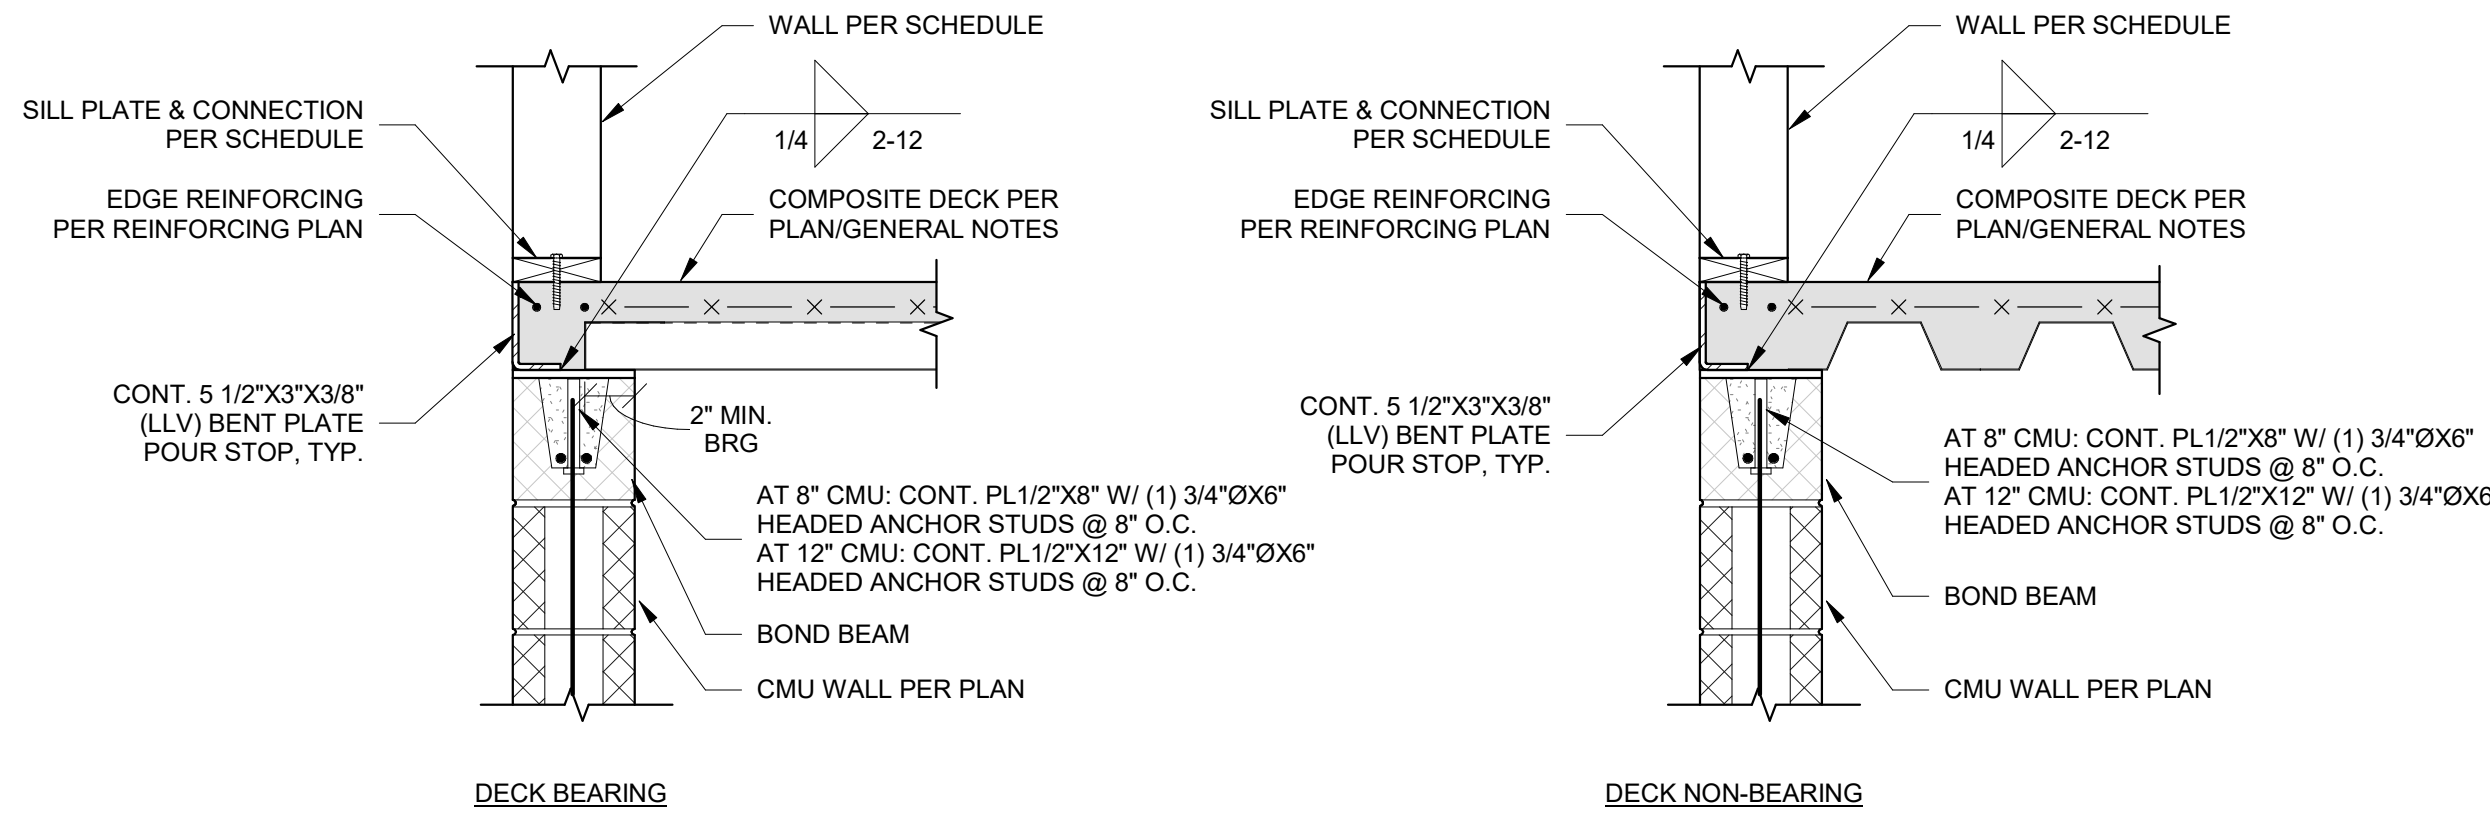 WALL PER SCHEDULE
SILL PLATE & CONNECTION
PER SCHEDULE
1/4
2-12
EDGE REINFORCING
PER REINFORCING PLAN
COMPOSITE DECK PER
PLAN/GENERAL NOTES
CONT. 5 1/2"X3"X3/8"
(LLV) BENT PLATE
POUR STOP, TYP.
2" MIN.
BRG
AT 8" CMU: CONT. PL1/2"X8" W/ (1) 3/4"ØX6"
HEADED ANCHOR STUDS @ 8" O.C.
AT 12" CMU: CONT. PL1/2"X12" W/ (1) 3/4"ØX6"
HEADED ANCHOR STUDS @ 8" O.C.
BOND BEAM
CMU WALL PER PLAN
DECK BEARING
WALL PER SCHEDULE
SILL PLATE & CONNECTION
PER SCHEDULE
1/4
2-12
EDGE REINFORCING
PER REINFORCING PLAN
COMPOSITE DECK PER
PLAN/GENERAL NOTES
CONT. 5 1/2"X3"X3/8"
(LLV) BENT PLATE
POUR STOP, TYP.
AT 8" CMU: CONT. PL1/2"X8" W/ (1) 3/4"ØX6"
HEADED ANCHOR STUDS @ 8" O.C.
AT 12" CMU: CONT. PL1/2"X12" W/ (1) 3/4"ØX6
HEADED ANCHOR STUDS @ 8" O.C.
BOND BEAM
CMU WALL PER PLAN
DECK NON-BEARING